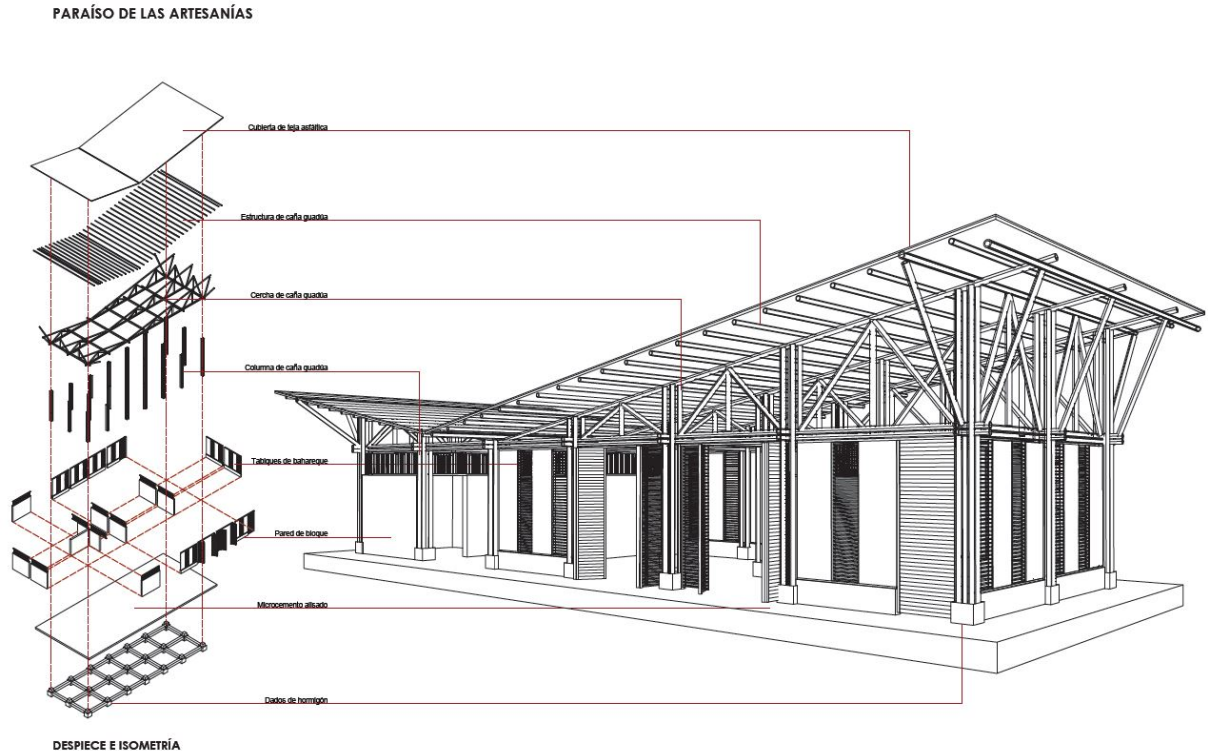 PARAÍSO DE LAS ARTESANÍAS
Cubierta de teja asfáltica
Estructura de caña guadúa
Cercha de caña guadúa
Columna de caña guadúa
Tabiques de bahareque
Pared de bloque
Microcemento alisado
Dados de hormigón
DESPIECE E ISOMETRÍA